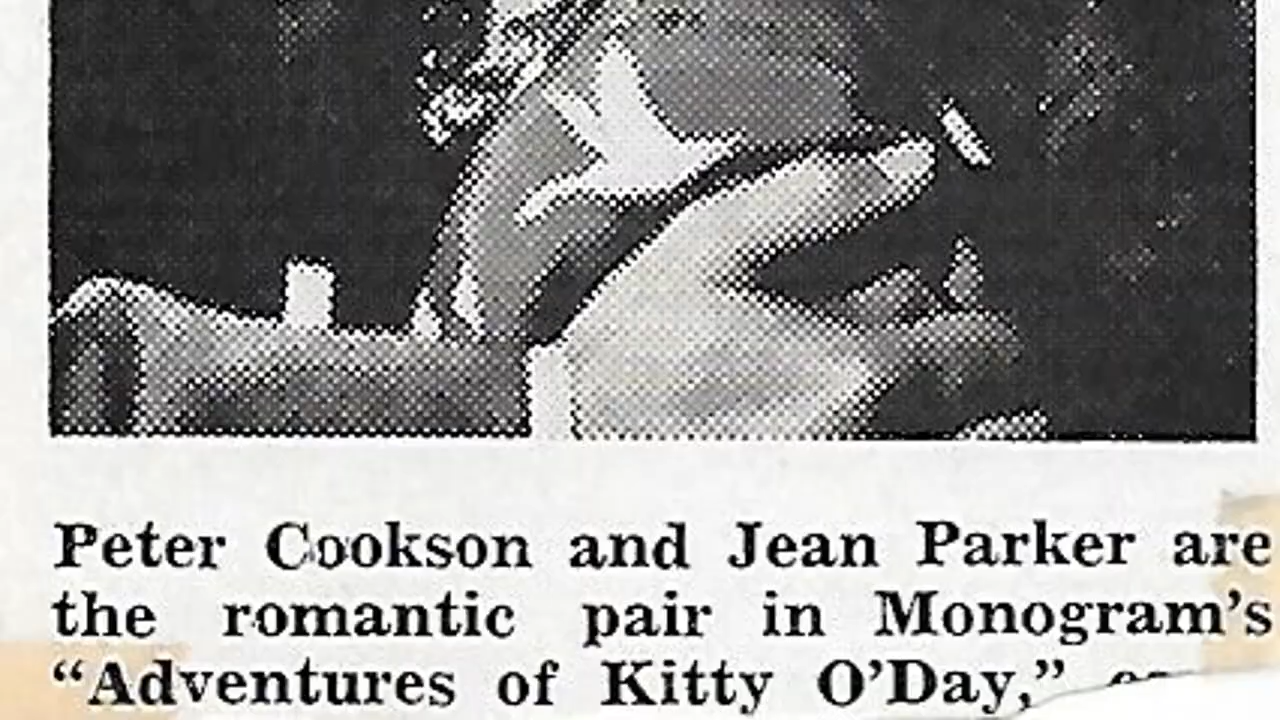 Peter Cookson and Jean Parker are
the romantic pair in Monogram's
“Adventures of Kitty O'Day,”